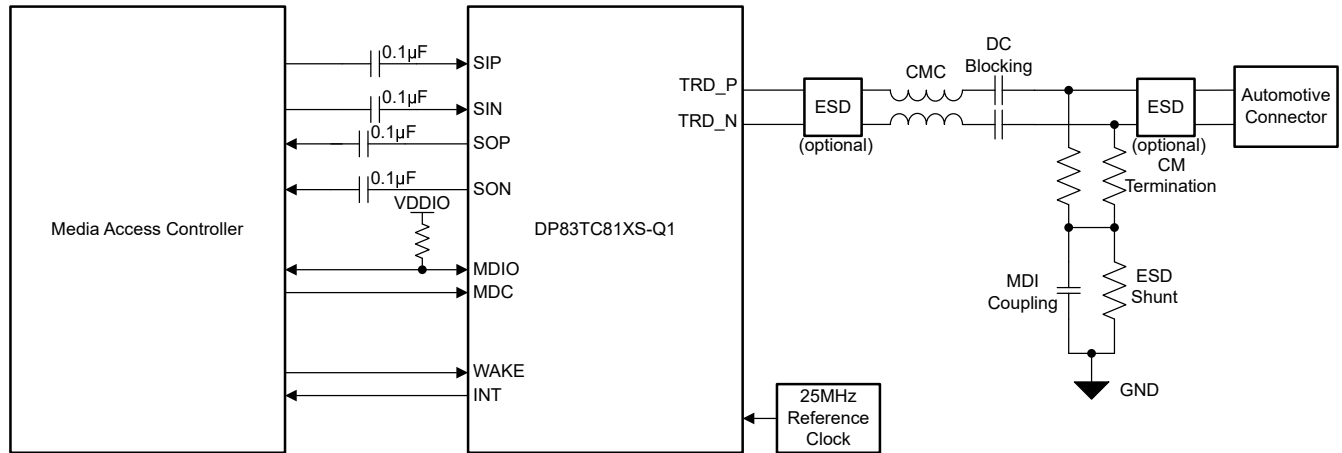 Media Access Controller
0.1µF
0.1µF
0.1µF
0.1µF
VDDIO
SIP
SIN
SOP
SON
MDIO
MDC
WAKE
INT
DP83TC81XS-Q1
TRD_P
TRD_N
25MHz
Reference
Clock
ESD
(optional)
CMC
DC
Blocking
ESD
(optional)
CM
Termination
Automotive
Connector
MDI
Coupling
ESD
Shunt
GND